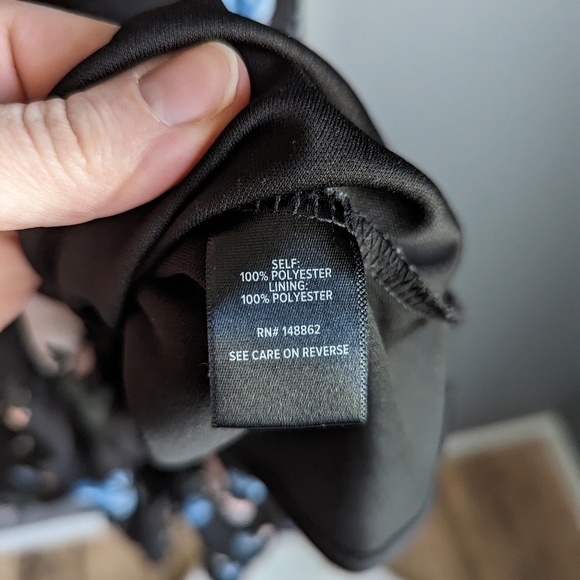 SELF:
100% POLYESTER
LINING:
100% POLYESTER
RN# 148862
SEE CARE ON REVERSE